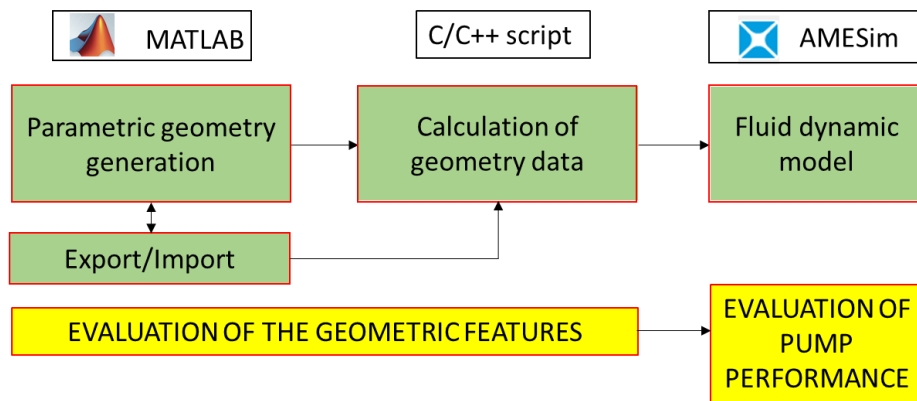 MATLAB
C/C++ script
AMESim
Parametric geometry
generation
Calculation of
geometry data
Fluid dynamic
model
Export/Import
EVALUATION OF THE GEOMETRIC FEATURES
EVALUATION OF
PUMP
PERFORMANCE